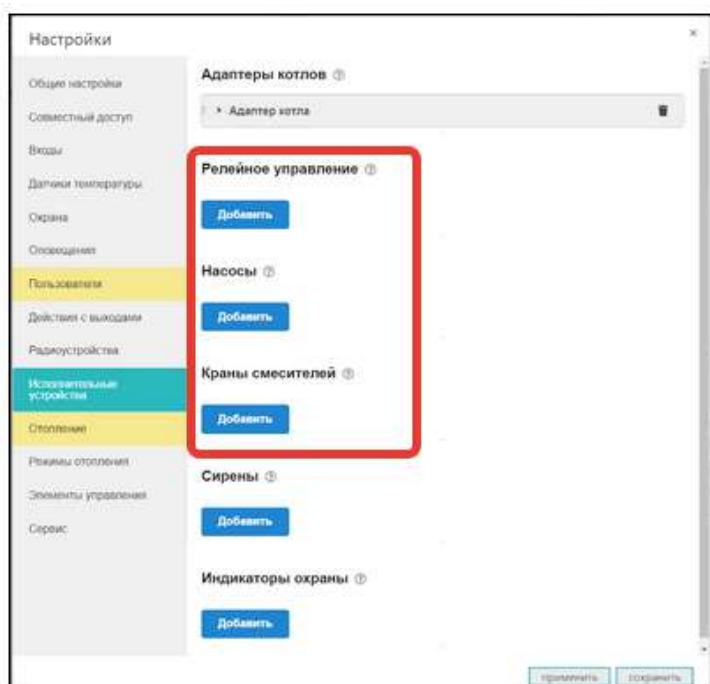 Настройки
×
Общие настройки
Совместный доступ
Входы
Датчики температуры
Охрана
Оповещения
Пользователи
Действия с выходами
Радиоустройства
Исполнительные
устройства
Отопление
Режимы отопления
Элементы управления
Сервис
Адаптеры котлов ?
Адаптер котла
Релейное управление ?
Добавить
Насосы ?
Добавить
Краны смесителей ?
Добавить
Сирены ?
Добавить
Индикаторы охраны ?
Добавить
применить
сохранить